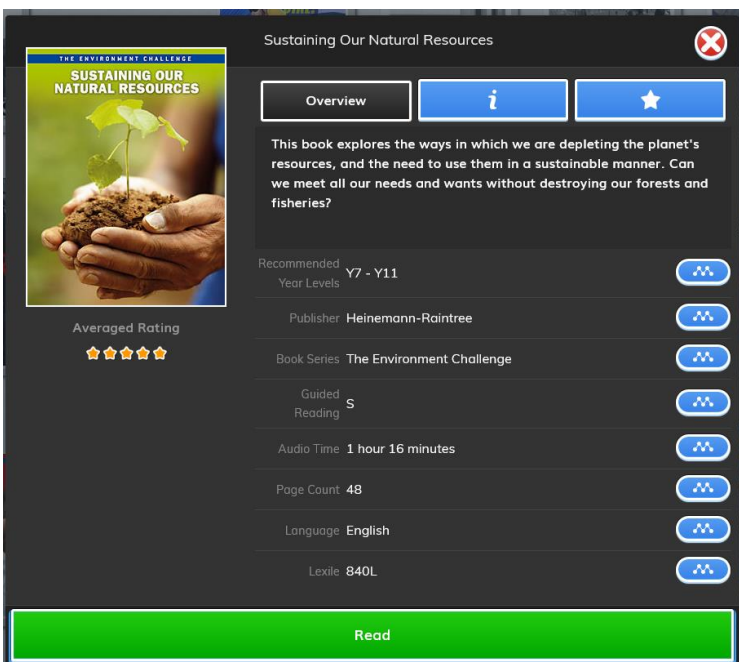 Sustaining Our Natural Resources
THE ENVIRONMENT CHALLENGE
SUSTAINING OUR
NATURAL RESOURCES
Averaged Rating
Overview
i
This book explores the ways in which we are depleting the planet's
resources, and the need to use them in a sustainable manner. Can
we meet all our needs and wants without destroying our forests and
fisheries?
Recommended
Year Levels Y7 - Y11
Publisher Heinemann-Raintree
Book Series The Environment Challenge
Guided
Reading S
Audio Time 1 hour 16 minutes
Page Count 48
Language English
Lexile 840L
Read